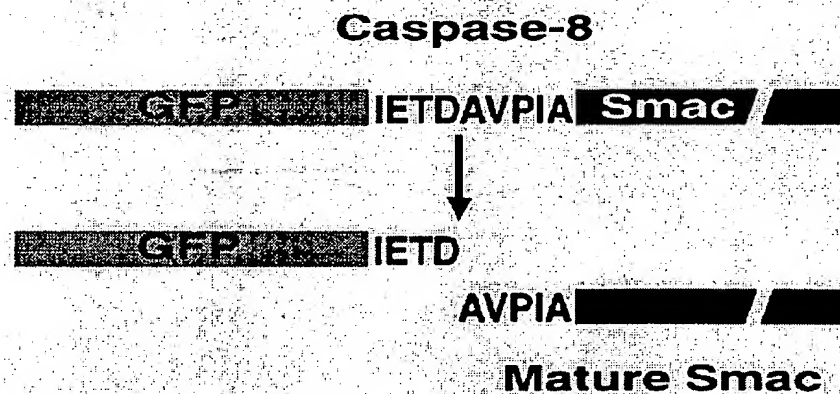 Caspase-8
GFP IETDAVPIA Smac
GFP IETD
AVPIA
Mature Smac